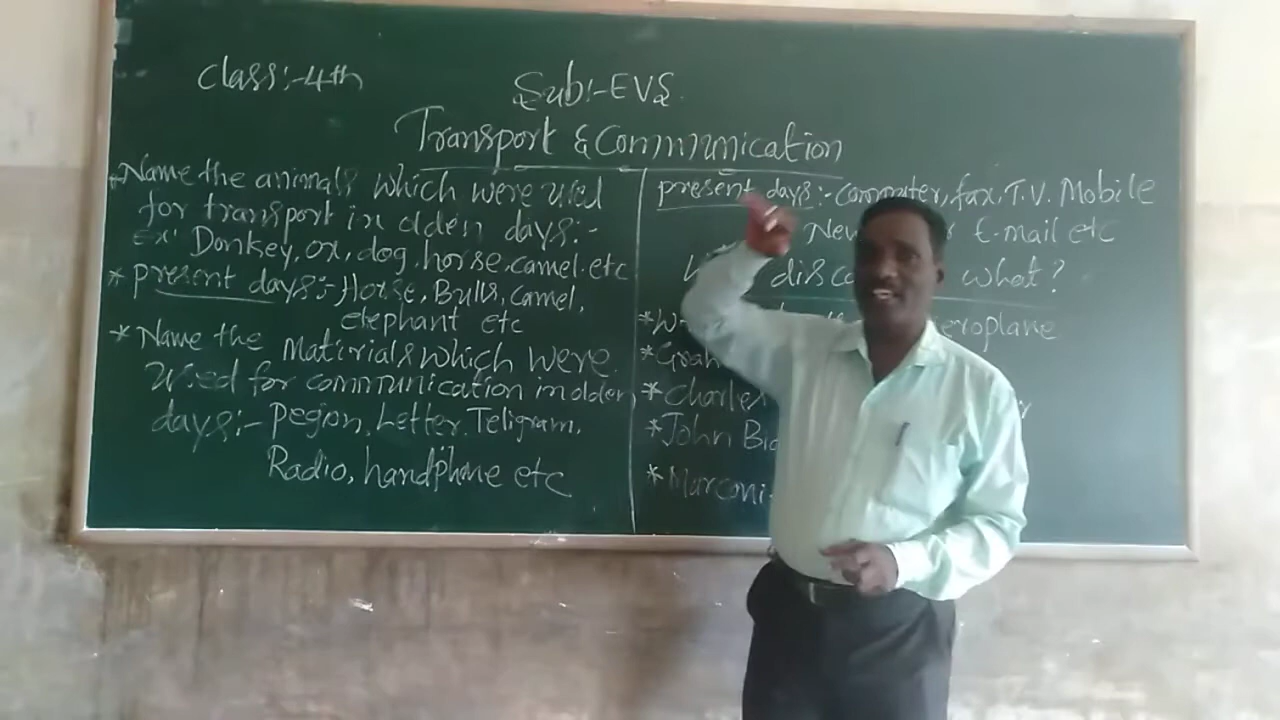 Class:-4th
Sub:-EVS
Transport & Communication
Name the animals which were used
for transport in olden days:-
ex' Donkey, ox, dog, horse, camel. etc
* present days:- Horse, Bulls, camel,
elephant etc
* Name the Matirials which were
Used for communication in olden
days:- pegion, Letter, Teligram,
Radio, handphone etc
present days:- computer, fax, T.V. Mobile
E-mail etc
what?
*
*
* Charles
* John
* Marconi-